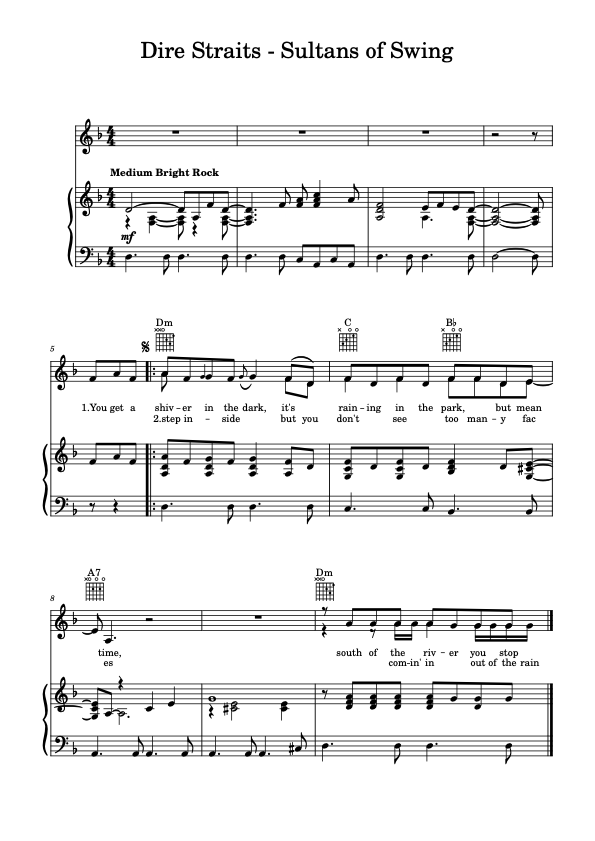 Dire Straits - Sultans of Swing
Medium Bright Rock
mf
5
Dm C B♭
1.You get a shiv – er in the dark, it's rain – ing in the park, but mean
2.step in – side but you don't see too man – y fac
8
A7 Dm
time, south of the riv – er you stop
es com-in' in out of the rain